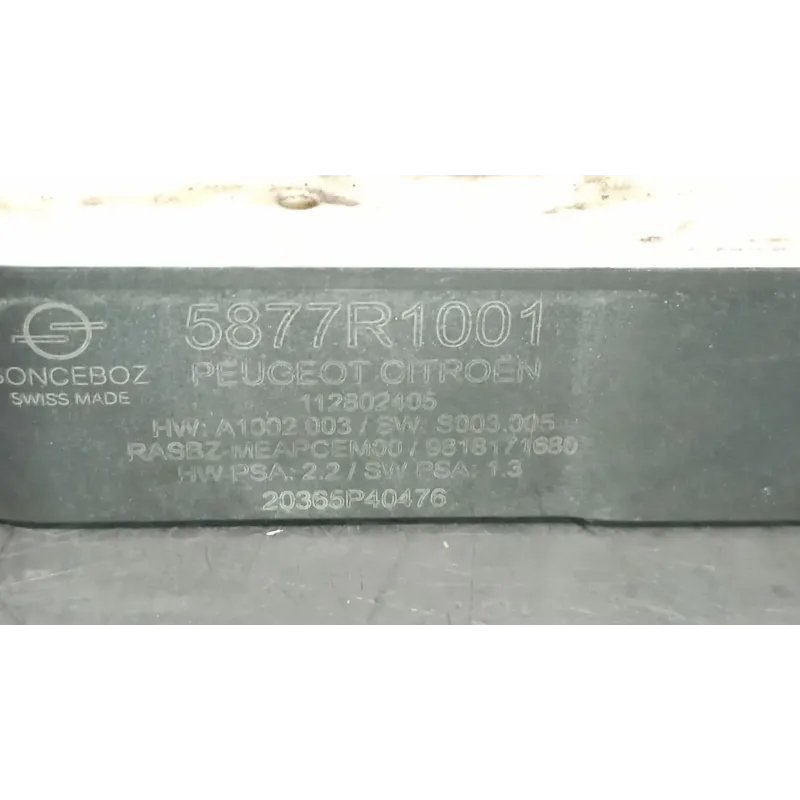 5877R1001
SONCEBOZ
PEUGEOT CITROËN
SWISS MADE
112802405
HW: A1002.003 / SW: S003.005
RASBZ-MEAPCEM00 / 9818171680
HW PSA: 2.2 / SW PSA: 1.3
20365P40476